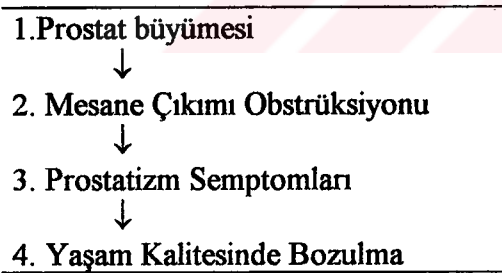 1.Prostat büyümesi
↓
2. Mesane Çıkımı Obstrüksiyonu
↓
3. Prostatizm Semptomları
↓
4. Yaşam Kalitesinde Bozulma